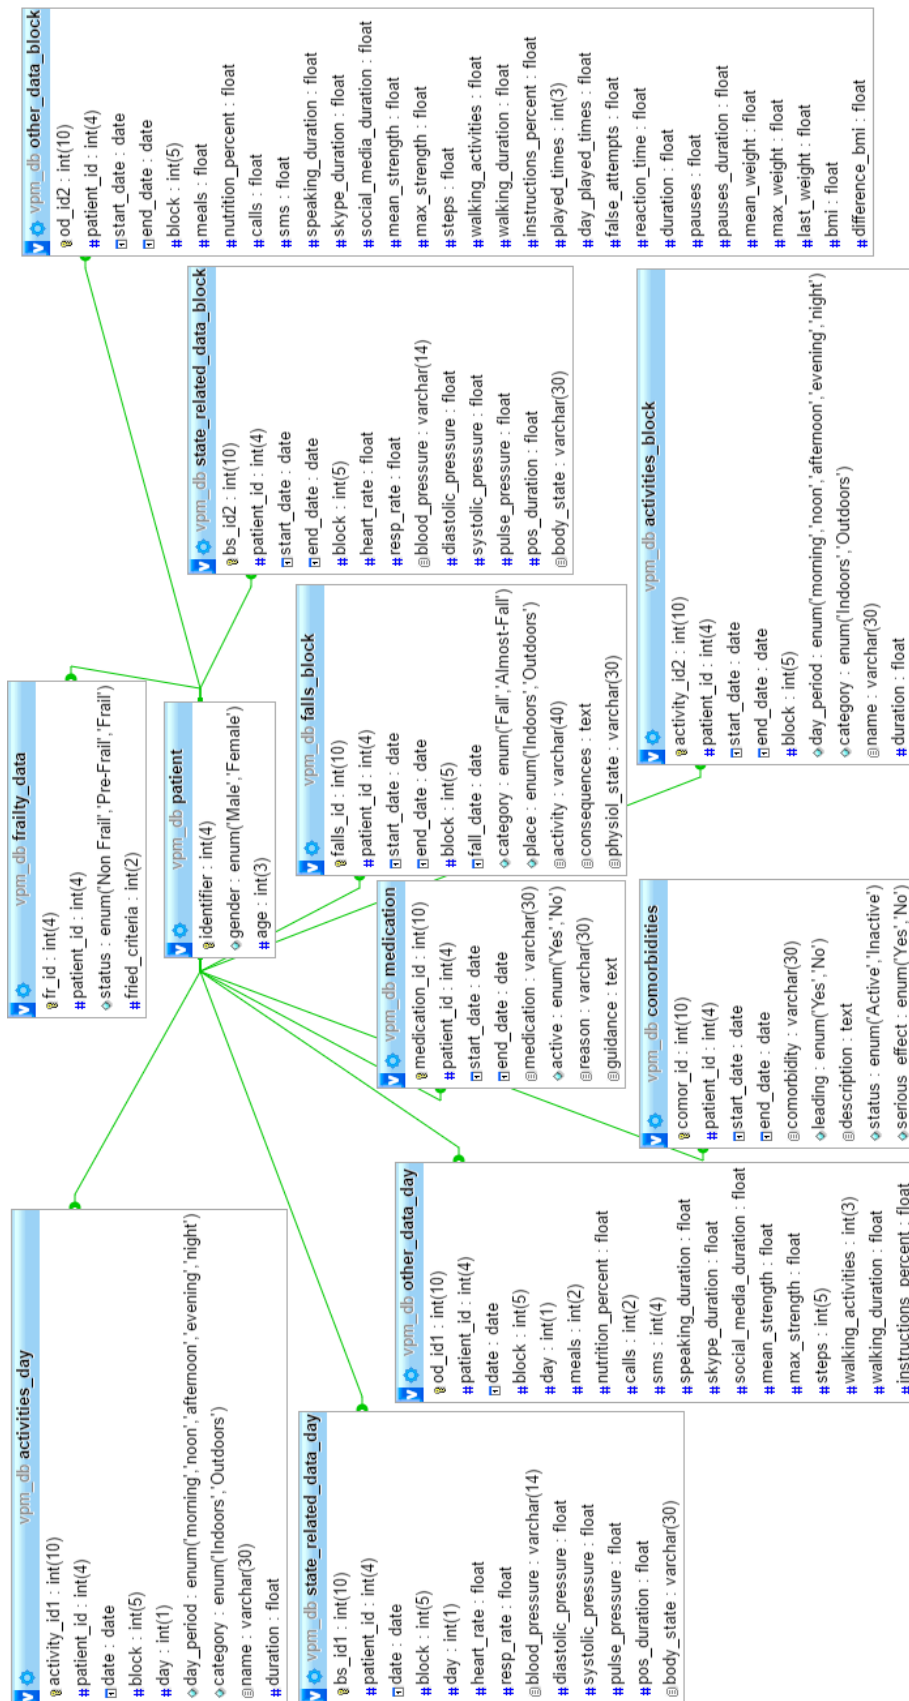 vpm_db activities_day
activity_id1 : int(10)
patient_id : int(4)
date : date
block : int(5)
day : int(1)
day_period : enum('morning','noon','afternoon','evening','night')
category : enum('Indoors','Outdoors')
name : varchar(30)
duration : float
vpm_db state_related_data_day
bs_id1 : int(10)
patient_id : int(4)
date : date
block : int(5)
day : int(1)
heart_rate : float
resp_rate : float
blood_pressure : varchar(14)
diastolic_pressure : float
systolic_pressure : float
pulse_pressure : float
pos_duration : float
body_state : varchar(30)
vpm_db other_data_day
od_id1 : int(10)
patient_id : int(4)
date : date
block : int(5)
day : int(1)
meals : int(2)
nutrition_percent : float
calls : int(2)
sms : int(4)
speaking_duration : float
skype_duration : float
social_media_duration : float
mean_strength : float
max_strength : float
steps : int(5)
walking_activities : int(3)
walking_duration : float
instructions_percent : float
vpm_db frailty_data
fr_id : int(4)
patient_id : int(4)
status : enum('Non Frail','Pre-Frail','Frail')
fried_criteria : int(2)
vpm_db patient
identifier : int(4)
gender : enum('Male','Female')
age : int(3)
vpm_db medication
medication_id : int(10)
patient_id : int(4)
start_date : date
end_date : date
medication : varchar(30)
active : enum('Yes','No')
reason : varchar(30)
guidance : text
vpm_db comorbidities
comor_id : int(10)
patient_id : int(4)
start_date : date
end_date : date
comorbidity : varchar(30)
leading : enum('Yes','No')
description : text
status : enum('Active','Inactive')
serious_effect : enum('Yes','No')
vpm_db falls_block
falls_id : int(10)
patient_id : int(4)
start_date : date
end_date : date
block : int(5)
fall_date : date
category : enum('Fall','Almost-Fall')
place : enum('Indoors','Outdoors')
activity : varchar(40)
consequences : text
physiol_state : varchar(30)
vpm_db activities_block
activity_id2 : int(10)
patient_id : int(4)
start_date : date
end_date : date
block : int(5)
day_period : enum('morning','noon','afternoon','evening','night')
category : enum('Indoors','Outdoors')
name : varchar(30)
duration : float
vpm_db state_related_data_block
bs_id2 : int(10)
patient_id : int(4)
start_date : date
end_date : date
block : int(5)
heart_rate : float
resp_rate : float
blood_pressure : varchar(14)
diastolic_pressure : float
systolic_pressure : float
pulse_pressure : float
pos_duration : float
body_state : varchar(30)
vpm_db other_data_block
od_id2 : int(10)
patient_id : int(4)
start_date : date
end_date : date
block : int(5)
meals : float
nutrition_percent : float
calls : float
sms : float
speaking_duration : float
skype_duration : float
social_media_duration : float
mean_strength : float
max_strength : float
steps : float
walking_activities : float
walking_duration : float
instructions_percent : float
played_times : int(3)
day_played_times : float
false_attempts : float
reaction_time : float
duration : float
pauses : float
pauses_duration : float
mean_weight : float
max_weight : float
last_weight : float
bmi : float
difference_bmi : float